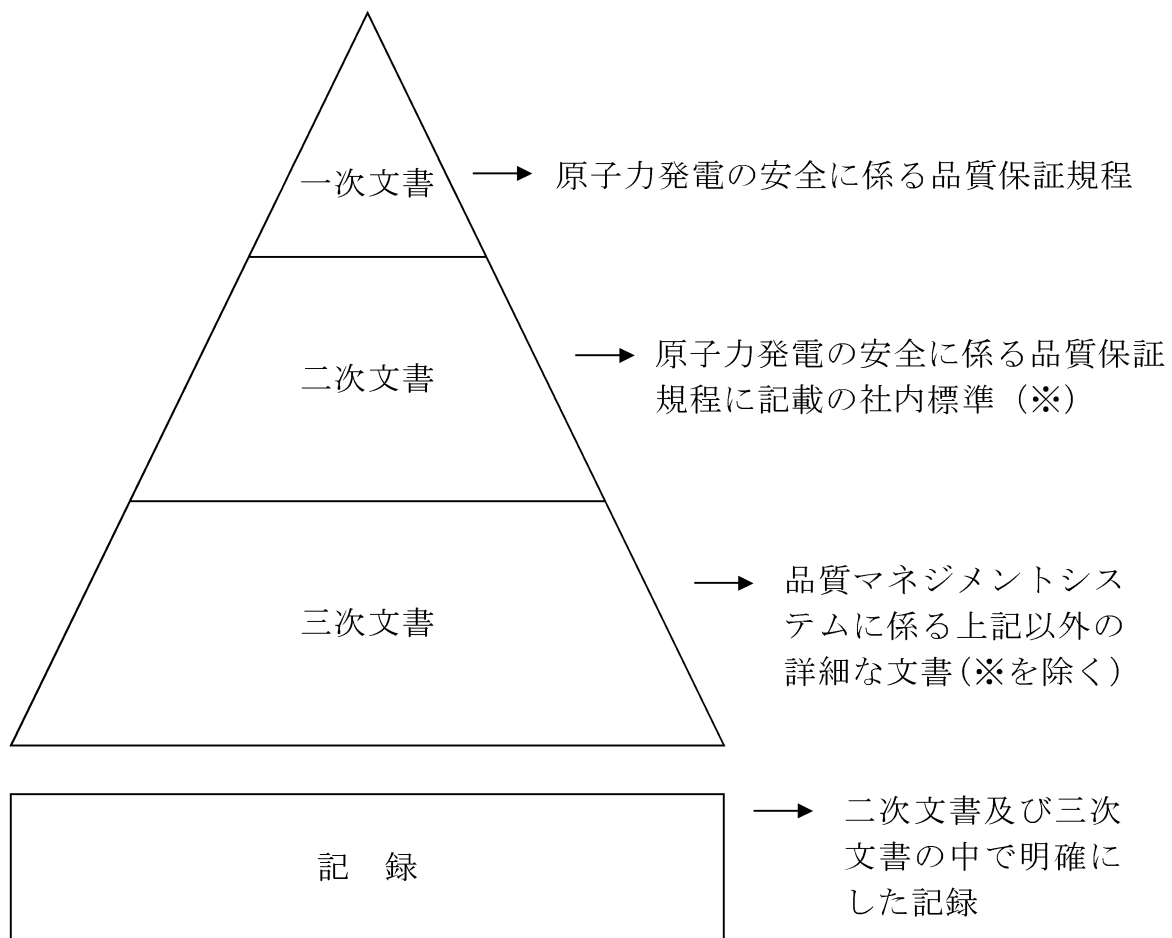 一次文書
原子力発電の安全に係る品質保証規程
二次文書
原子力発電の安全に係る品質保証
規程に記載の社内標準（※）
三次文書
品質マネジメントシス
テムに係る上記以外の
詳細な文書（※を除く）
記　録
二次文書及び三次
文書の中で明確に
した記録